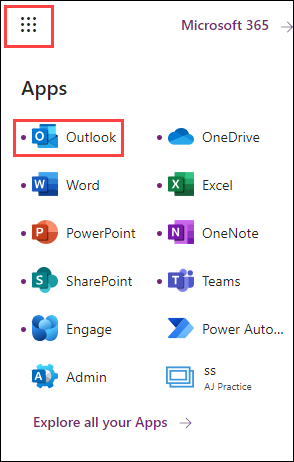 Microsoft 365 →
Apps
Outlook
OneDrive
Word
Excel
PowerPoint
OneNote
SharePoint
Teams
Engage
Power Auto...
Admin
ss
AJ Practice
Explore all your Apps →